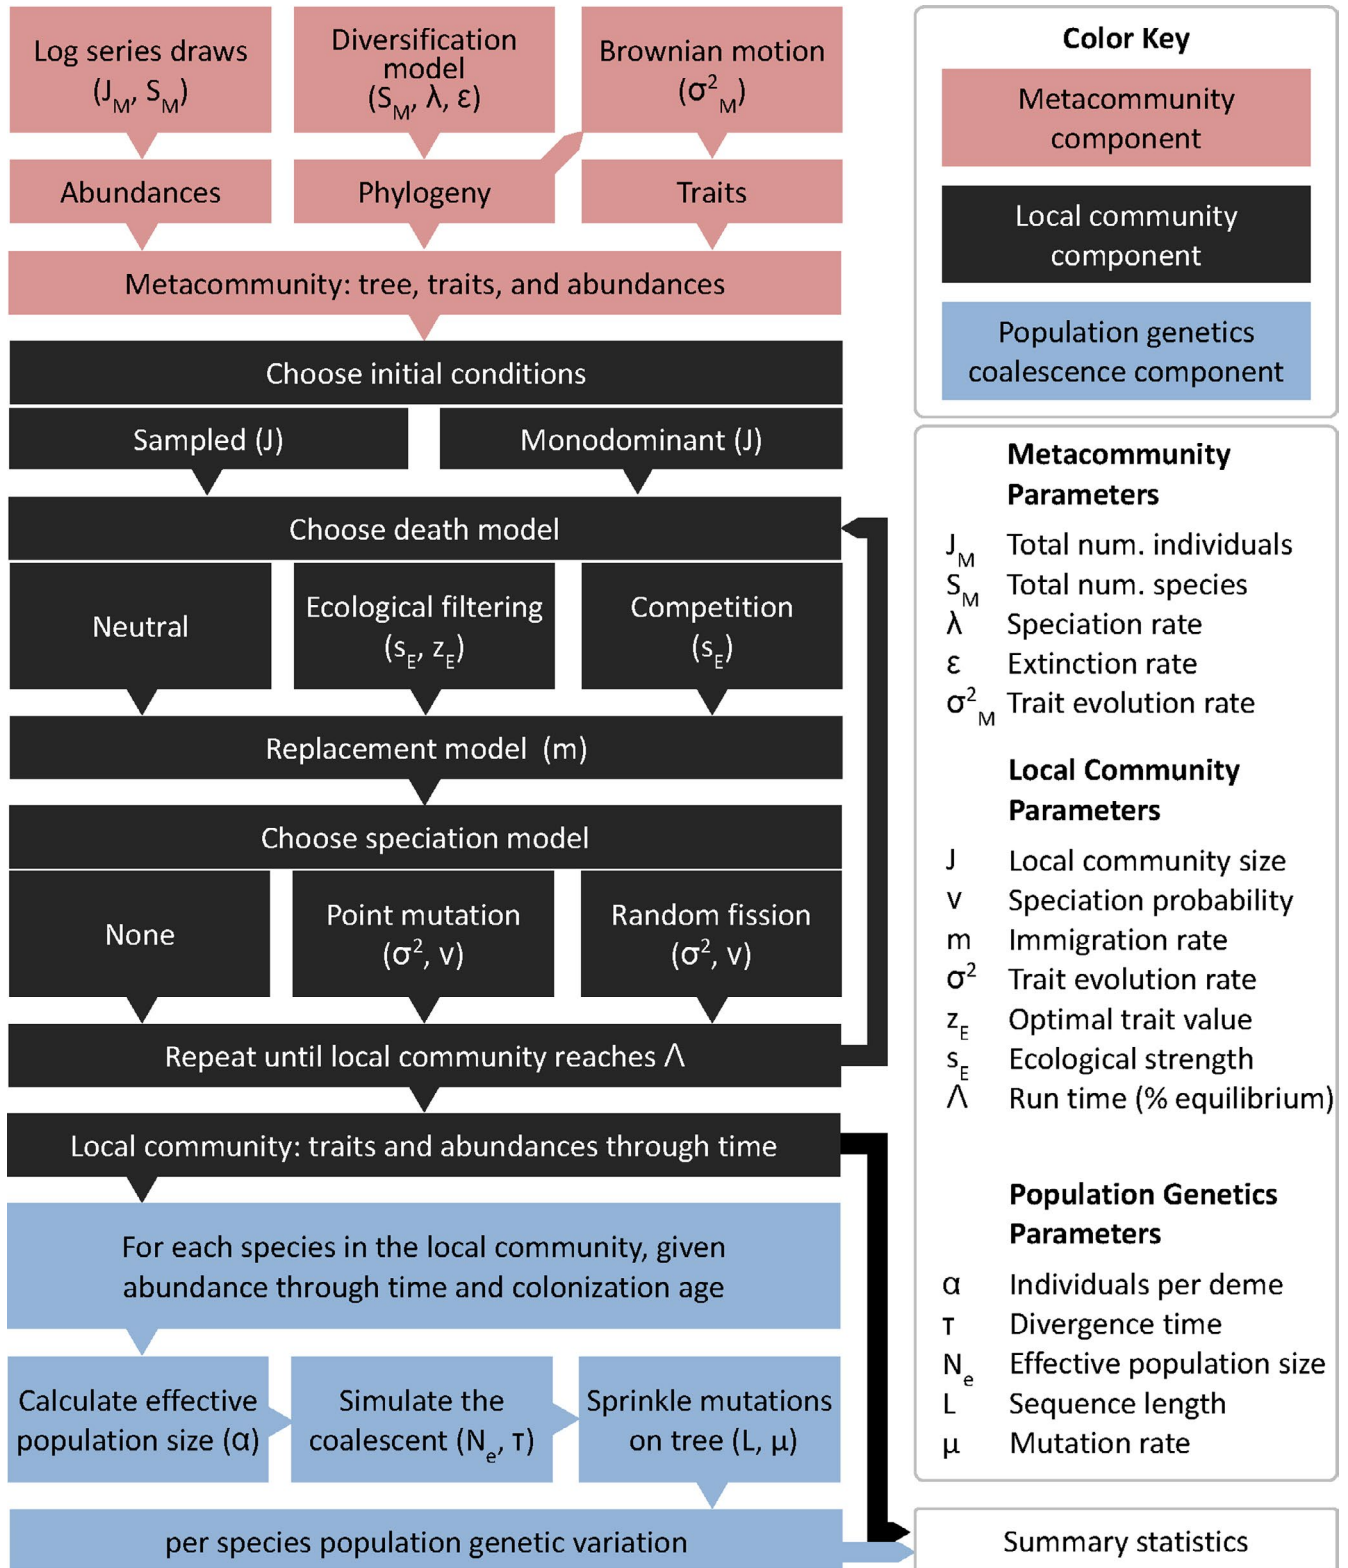 Log series draws
(J_M, S_M)
Diversification
model
(S_M, λ, ε)
Brownian motion
(σ²_M)
Abundances
Phylogeny
Traits
Metacommunity: tree, traits, and abundances
Choose initial conditions
Sampled (J)
Monodominant (J)
Choose death model
Neutral
Ecological filtering
(s_E, z_E)
Competition
(s_E)
Replacement model (m)
Choose speciation model
None
Point mutation
(σ², ν)
Random fission
(σ², ν)
Repeat until local community reaches Λ
Local community: traits and abundances through time
For each species in the local community, given
abundance through time and colonization age
Calculate effective
population size (α)
Simulate the
coalescent (N_e, τ)
Sprinkle mutations
on tree (L, μ)
per species population genetic variation
Color Key
Metacommunity
component
Local community
component
Population genetics
coalescence component
Metacommunity
Parameters
J_M Total num. individuals
S_M Total num. species
λ Speciation rate
ε Extinction rate
σ²_M Trait evolution rate
Local Community
Parameters
J Local community size
ν Speciation probability
m Immigration rate
σ² Trait evolution rate
z_E Optimal trait value
s_E Ecological strength
Λ Run time (% equilibrium)
Population Genetics
Parameters
α Individuals per deme
τ Divergence time
N_e Effective population size
L Sequence length
μ Mutation rate
Summary statistics